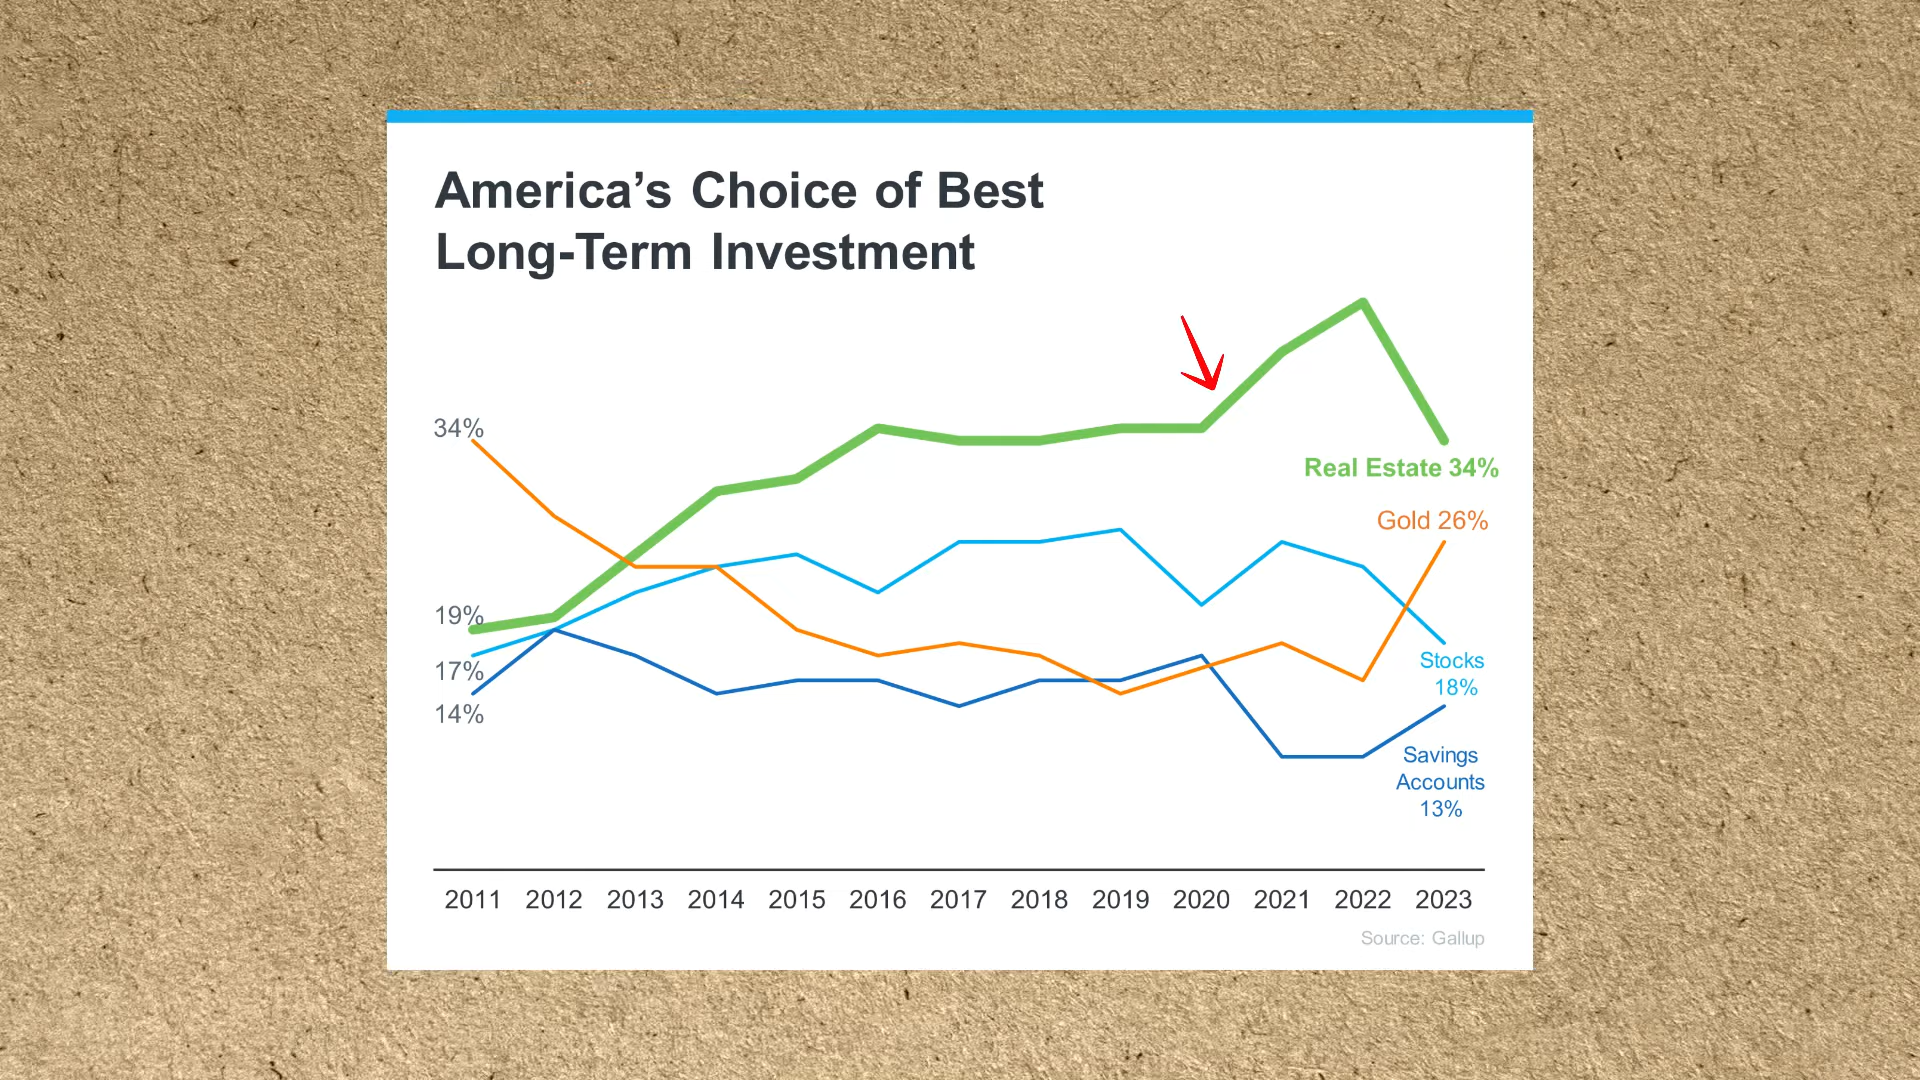 America’s Choice of Best
Long-Term Investment
34%
19%
17%
14%
Real Estate 34%
Gold 26%
Stocks
18%
Savings
Accounts
13%
2011 2012 2013 2014 2015 2016 2017 2018 2019 2020 2021 2022 2023
Source: Gallup